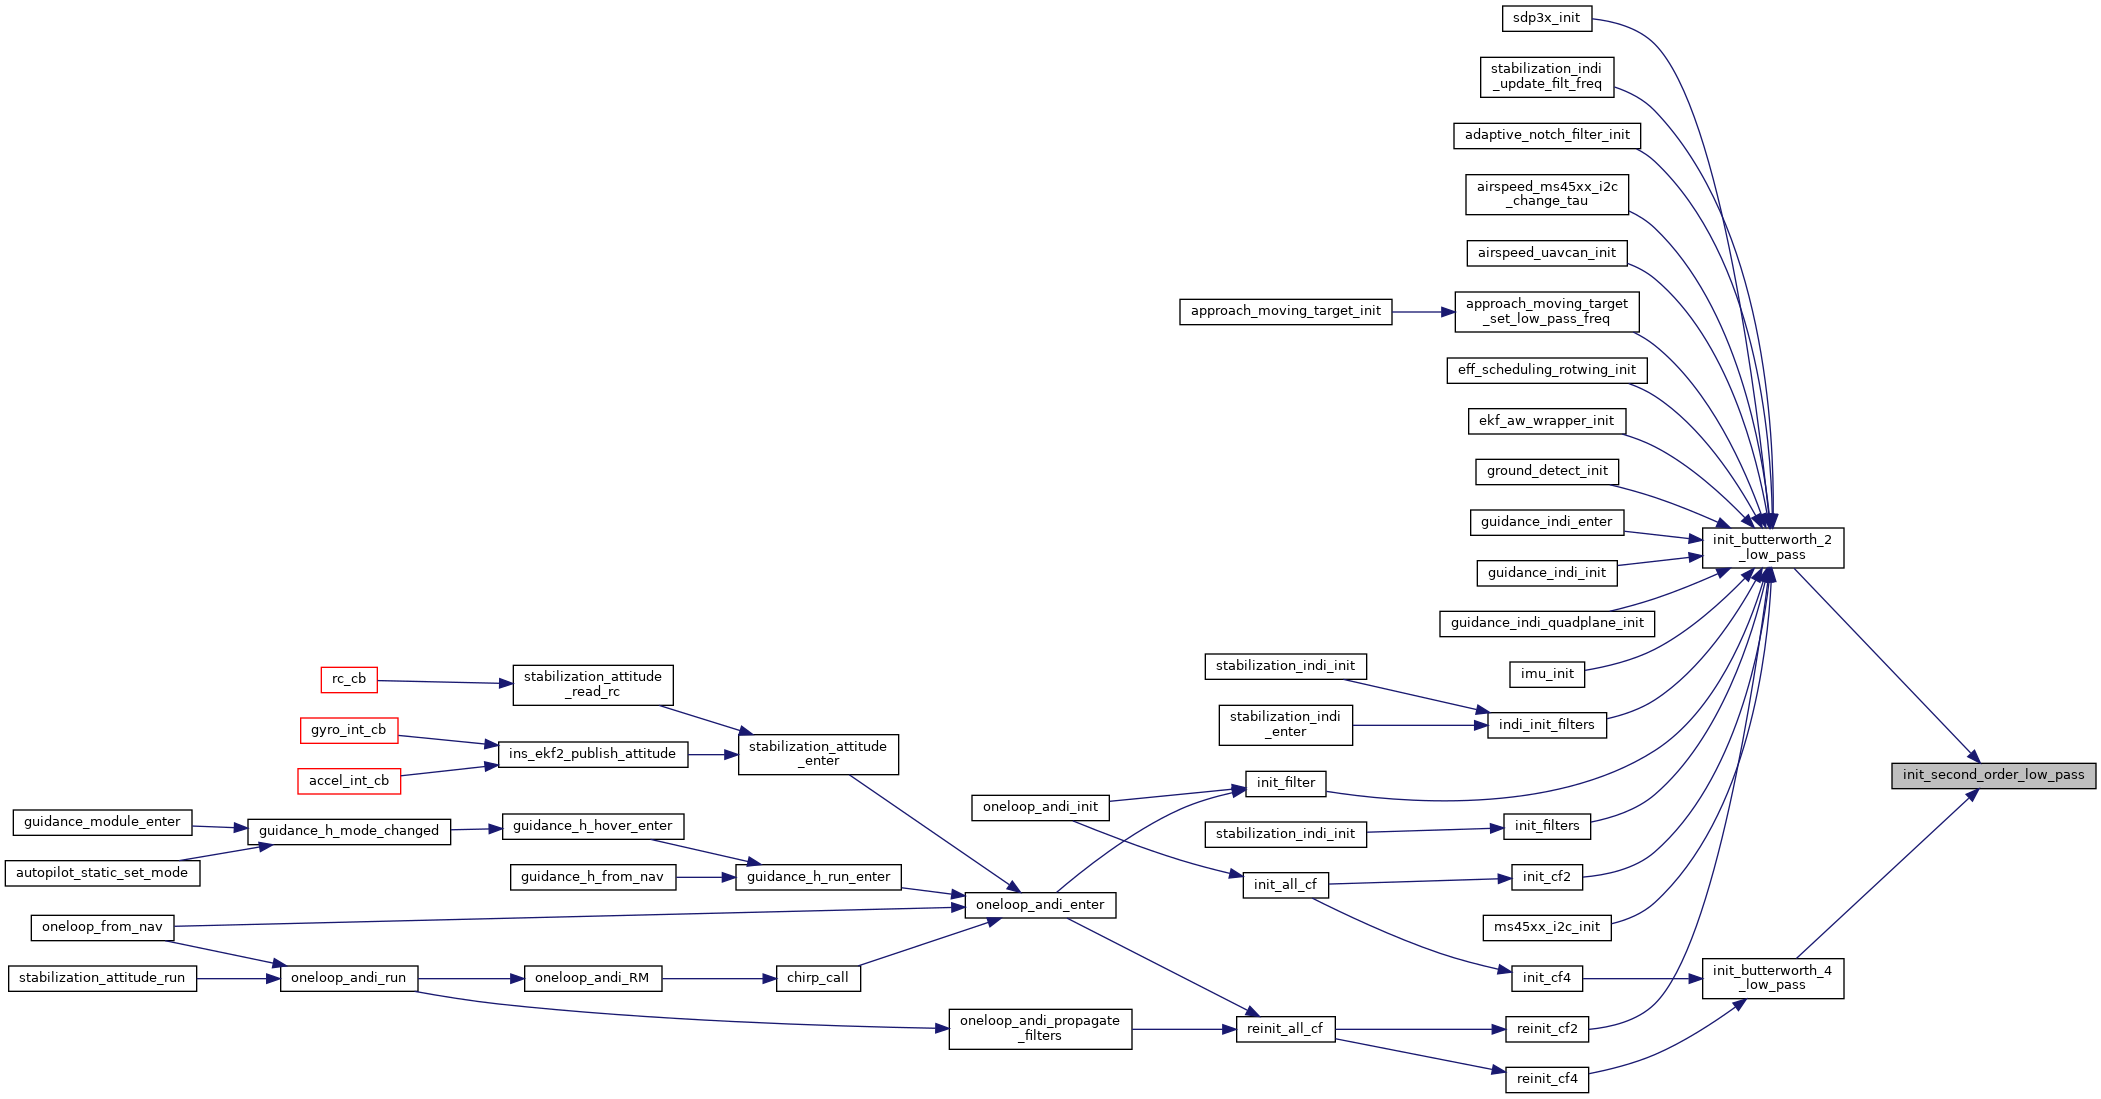 sdp3x_init
stabilization_indi
_update_filt_freq
adaptive_notch_filter_init
airspeed_ms45xx_i2c
_change_tau
airspeed_uavcan_init
approach_moving_target_init
approach_moving_target
_set_low_pass_freq
eff_scheduling_rotwing_init
ekf_aw_wrapper_init
ground_detect_init
guidance_indi_enter
init_butterworth_2
_low_pass
guidance_indi_init
guidance_indi_quadplane_init
imu_init
stabilization_indi_init
stabilization_indi
_enter
indi_init_filters
rc_cb
stabilization_attitude
_read_rc
gyro_int_cb
ins_ekf2_publish_attitude
accel_int_cb
stabilization_attitude
_enter
init_second_order_low_pass
init_filter
oneloop_andi_init
guidance_module_enter
guidance_h_mode_changed
guidance_h_hover_enter
stabilization_indi_init
init_filters
autopilot_static_set_mode
guidance_h_from_nav
guidance_h_run_enter
init_all_cf
init_cf2
oneloop_andi_enter
oneloop_from_nav
ms45xx_i2c_init
stabilization_attitude_run
oneloop_andi_run
oneloop_andi_RM
chirp_call
init_cf4
init_butterworth_4
_low_pass
oneloop_andi_propagate
_filters
reinit_all_cf
reinit_cf2
reinit_cf4